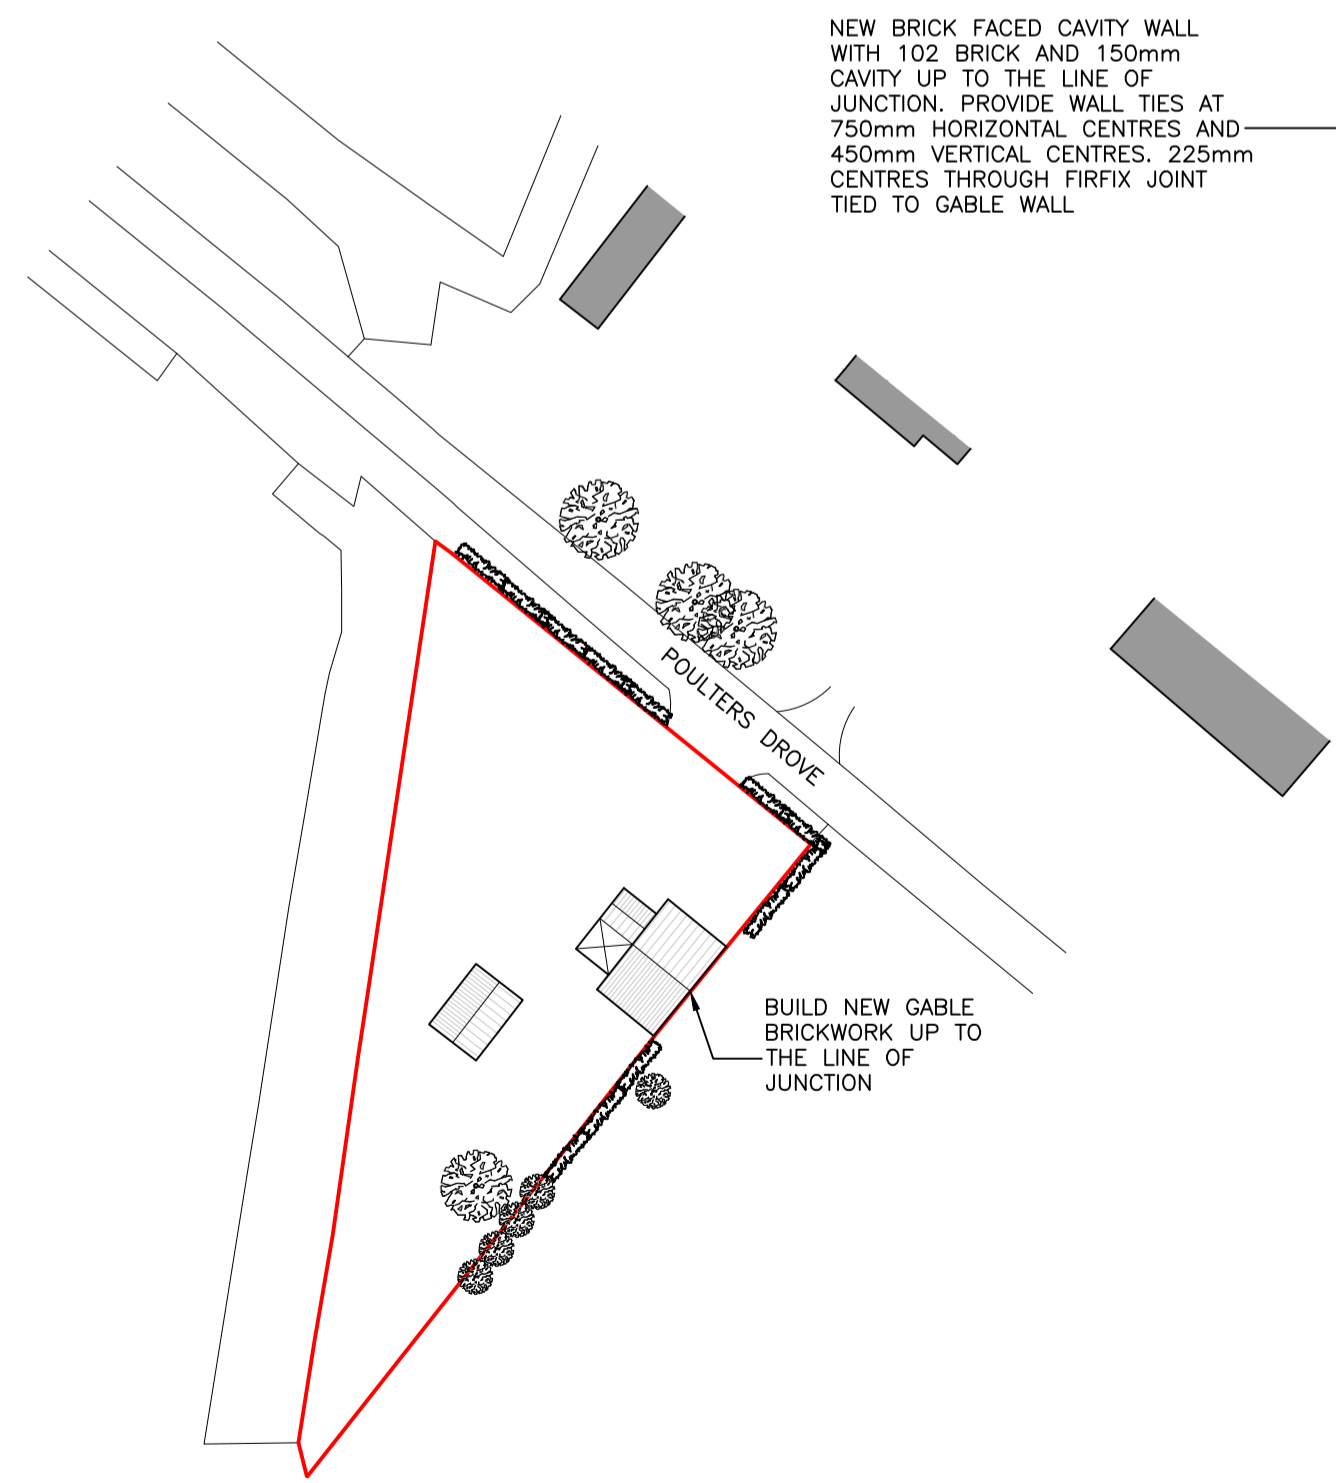 NEW BRICK FACED CAVITY WALL
WITH 102 BRICK AND 150mm
CAVITY UP TO THE LINE OF
JUNCTION. PROVIDE WALL TIES AT
750mm HORIZONTAL CENTRES AND
450mm VERTICAL CENTRES. 225mm
CENTRES THROUGH FIRFIX JOINT
TIED TO GABLE WALL
POULTERS DROVE
BUILD NEW GABLE
BRICKWORK UP TO
THE LINE OF
JUNCTION